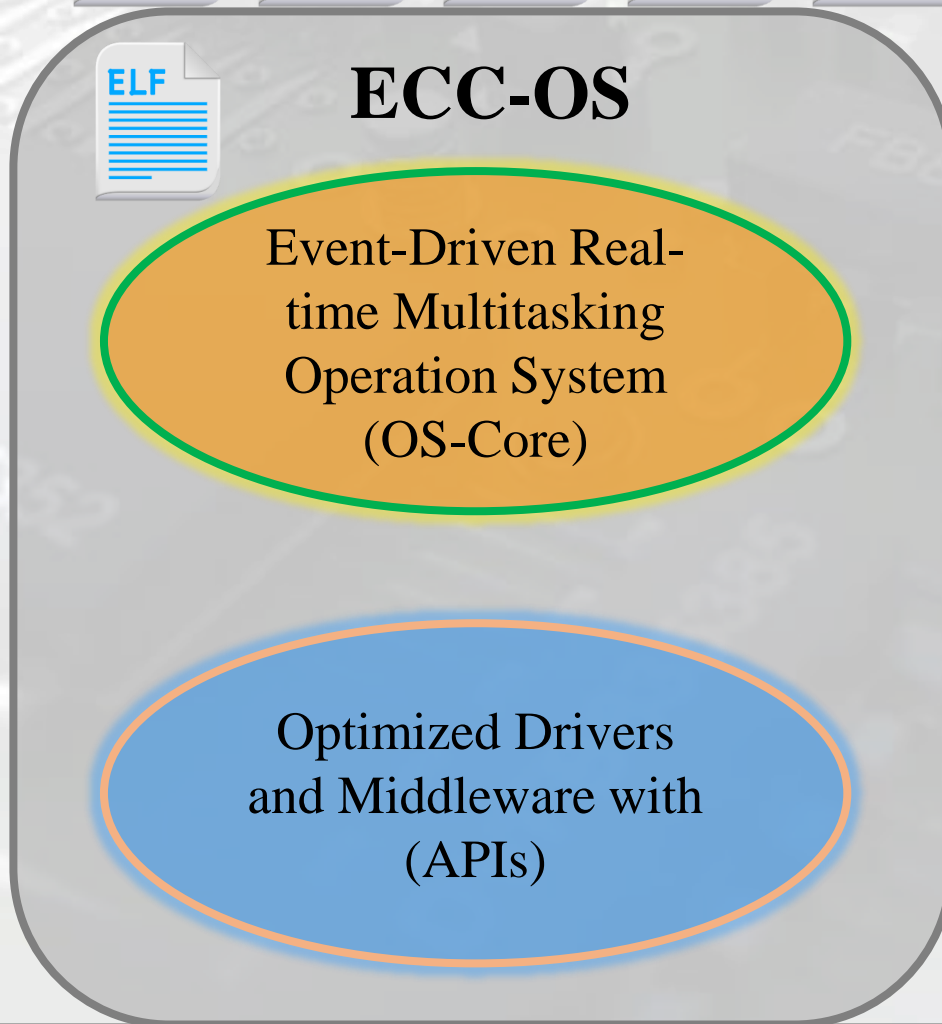 ELF
ECC-OS
Event-Driven Real-
time Multitasking
Operation System
(OS-Core)
Optimized Drivers
and Middleware with
(APIs)